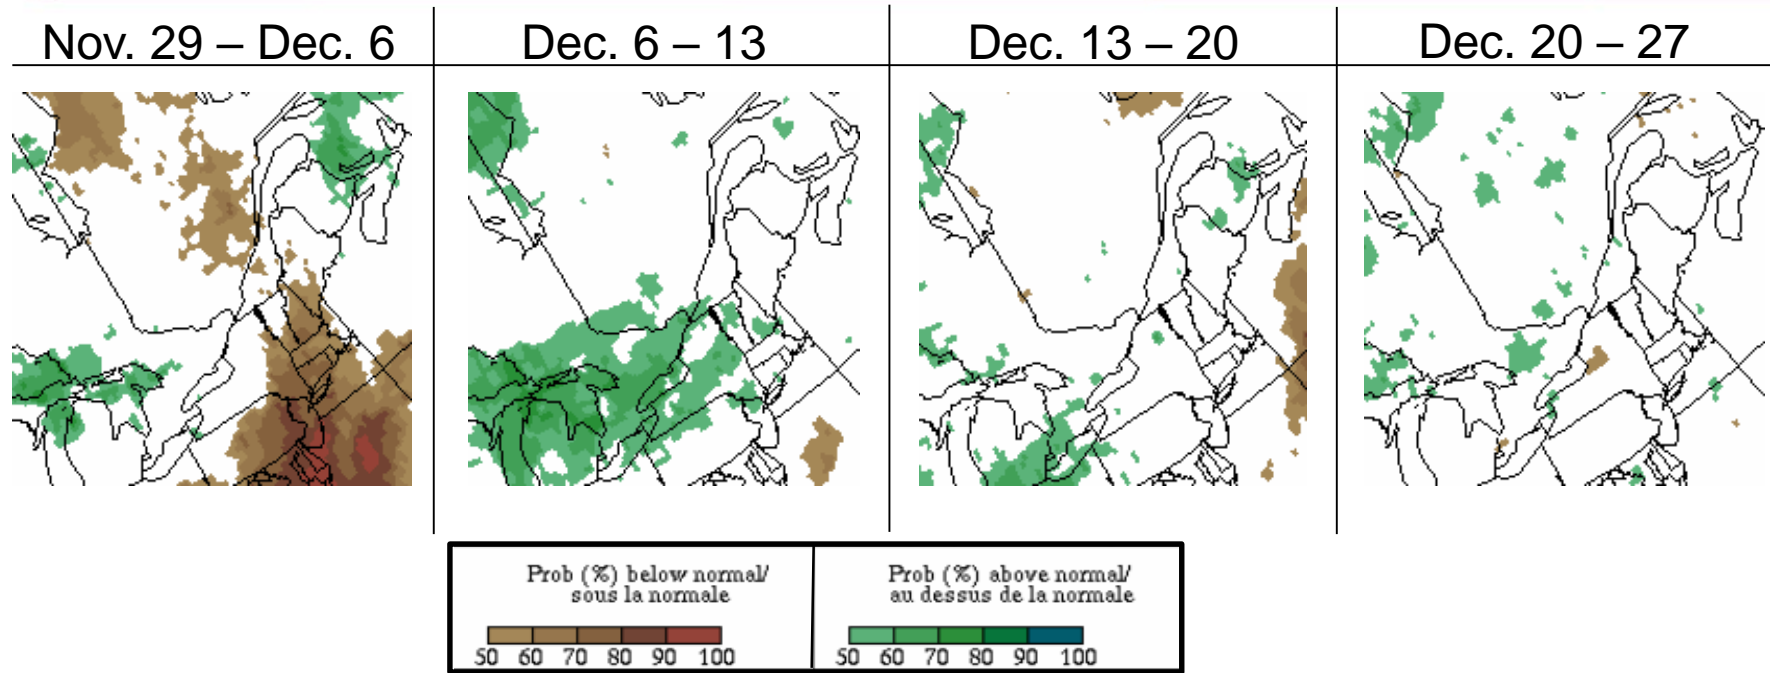 Nov. 29 – Dec. 6
Dec. 6 – 13
Dec. 13 – 20
Dec. 20 – 27
Prob (%) below normal/
sous la normale
50 60 70 80 90 100
Prob (%) above normal/
au dessus de la normale
50 60 70 80 90 100